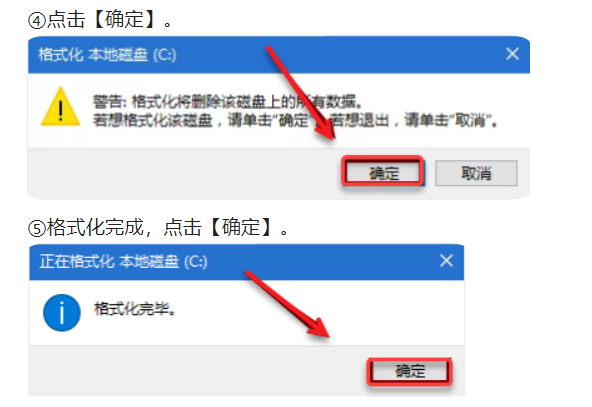 ④点击【确定】。
格式化 本地磁盘 (C:)
警告: 格式化将删除该磁盘上的所有数据。
若想格式化该磁盘，请单击“确定”。若想退出，请单击“取消”。
确定
取消
⑤格式化完成，点击【确定】。
正在格式化 本地磁盘 (C:)
格式化完毕。
确定